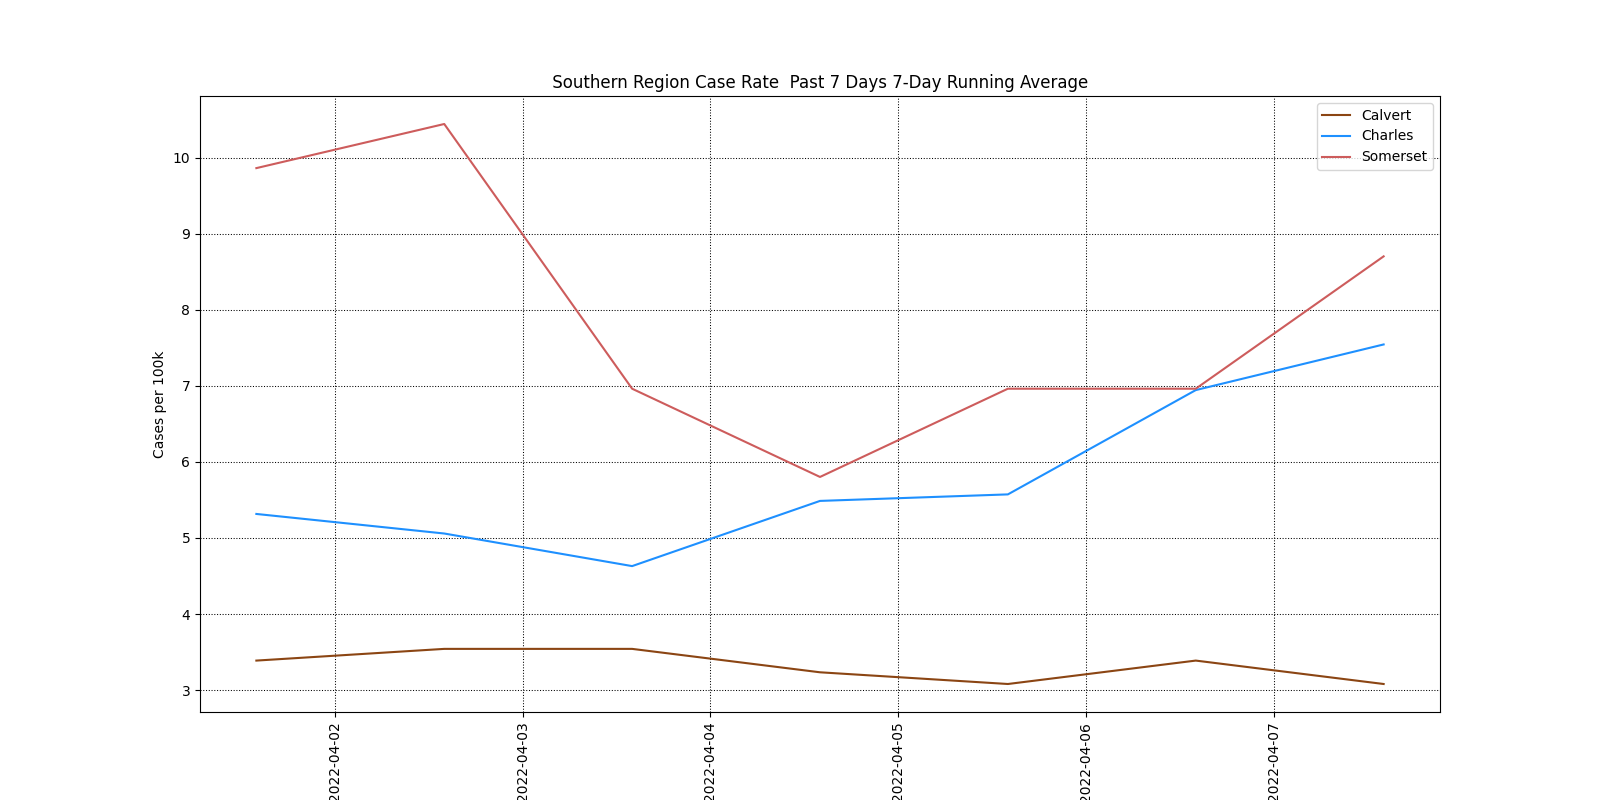 Southern Region Case Rate  Past 7 Days 7-Day Running Average
Calvert
Charles
Somerset
Cases per 100k
10
9
8
7
6
5
4
3
2022-04-02
2022-04-03
2022-04-04
2022-04-05
2022-04-06
2022-04-07